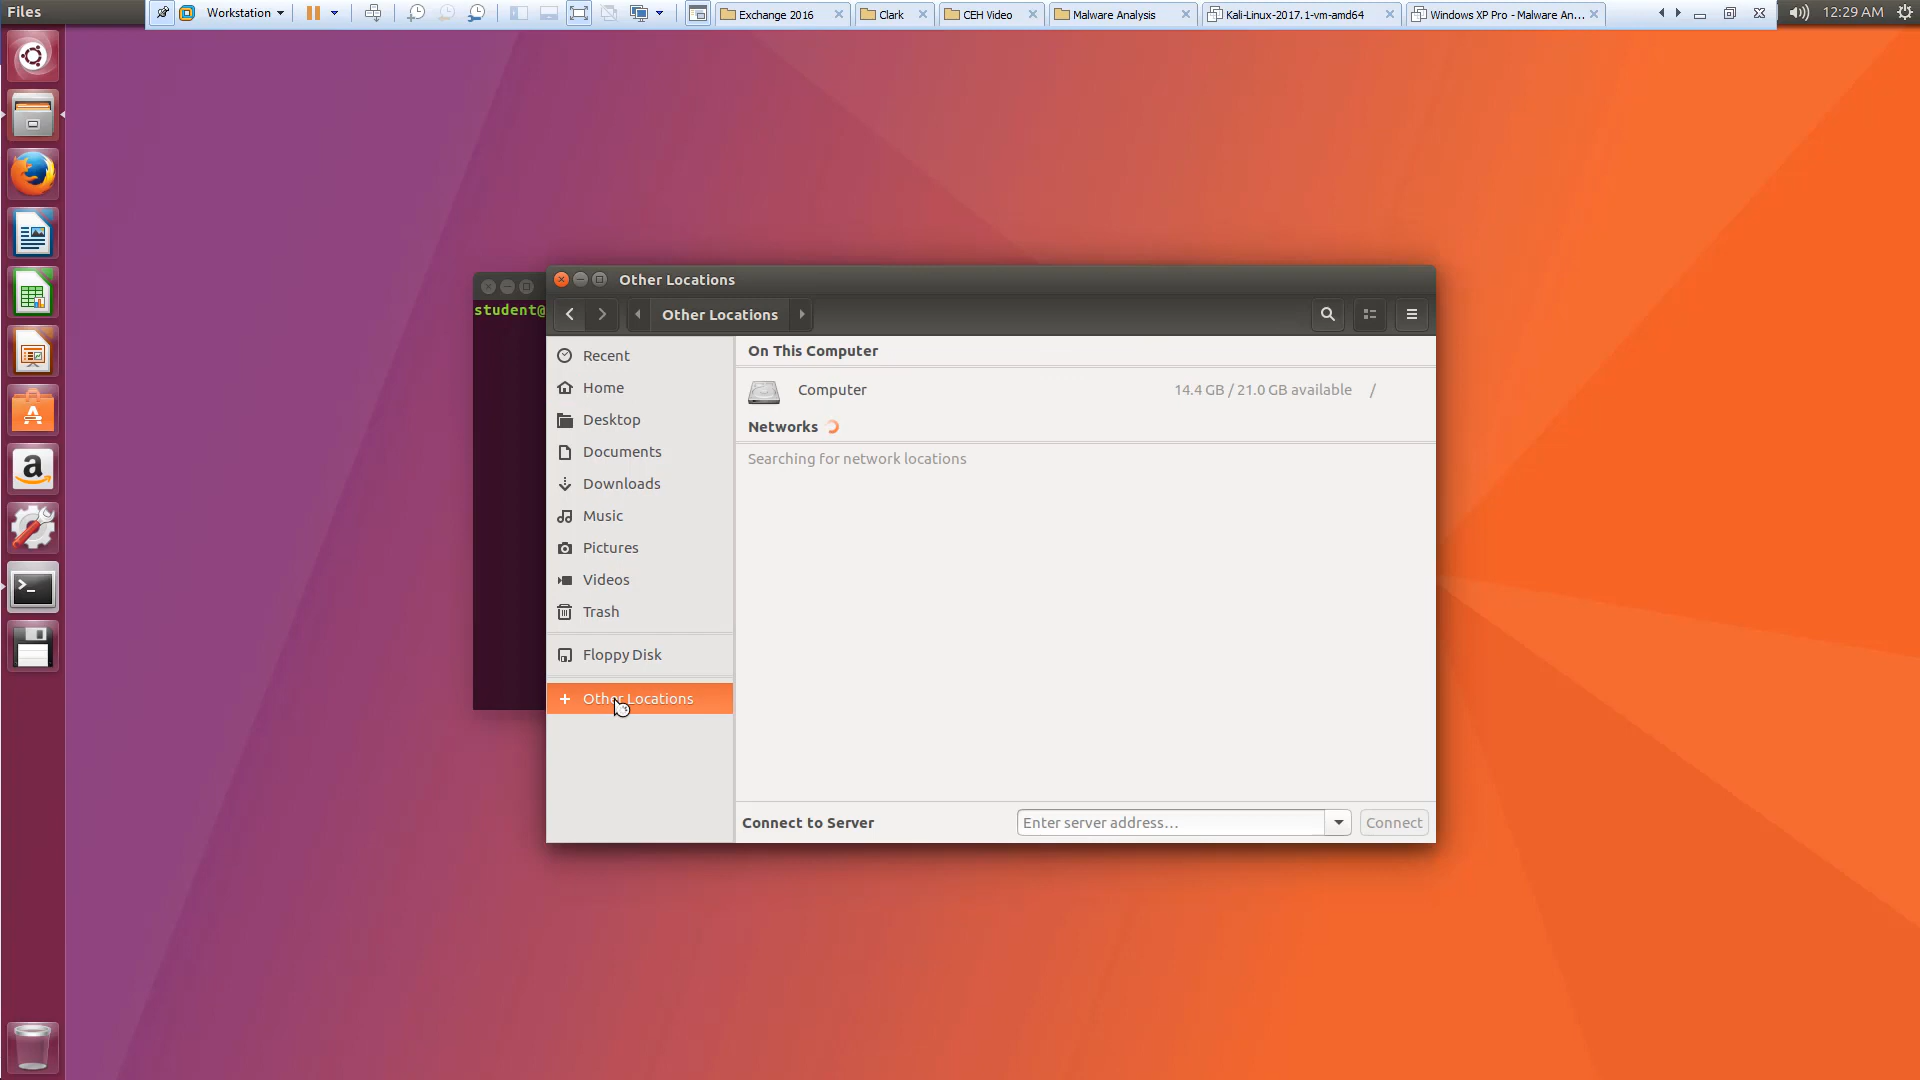 Files
Workstation
Exchange 2016
Clark
CEH Video
Malware Analysis
Kali-Linux-2017.1-vm-amd64
Windows XP Pro - Malware An...
12:29 AM
Other Locations
student@
Other Locations
Recent
Home
Desktop
Documents
Downloads
Music
Pictures
Videos
Trash
Floppy Disk
Other Locations
On This Computer
Computer 14.4 GB / 21.0 GB available /
Networks
Searching for network locations
Connect to Server Enter server address... Connect